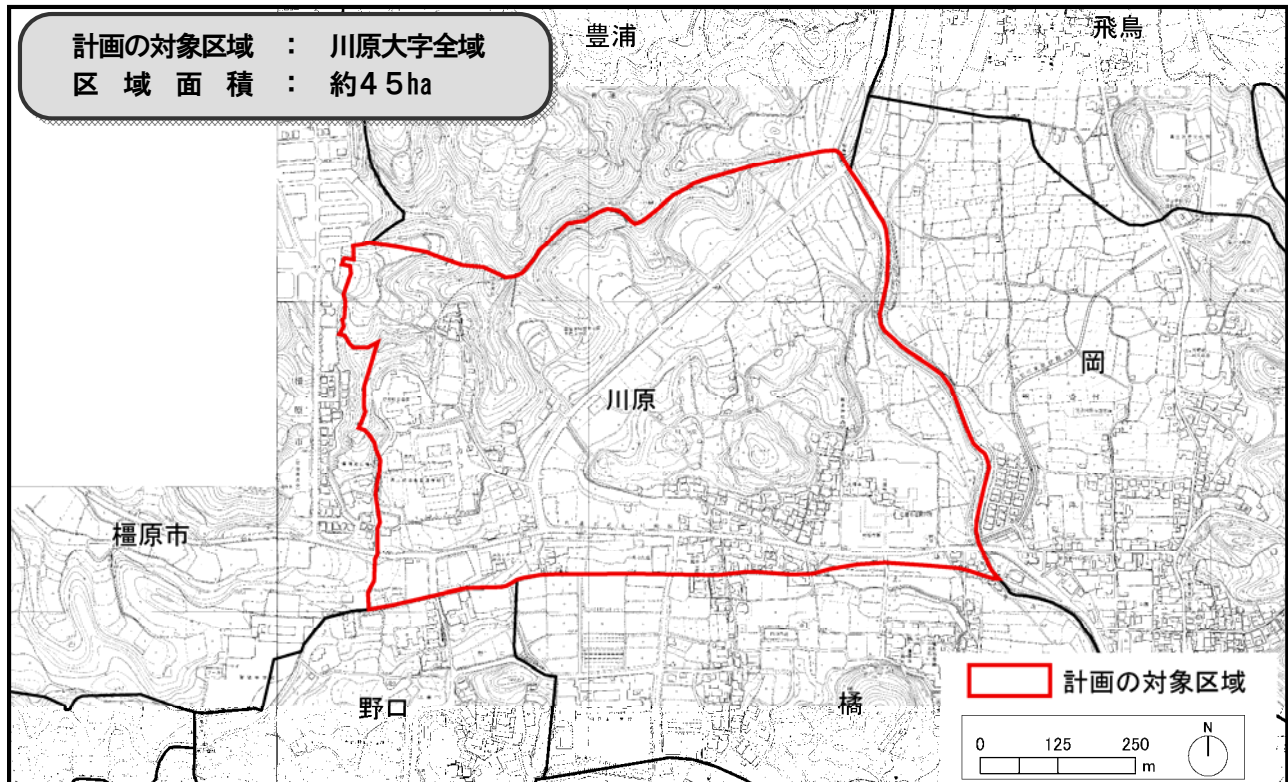 計画の対象区域 : 川原大字全域
区域面積 : 約45ha
豊浦
飛鳥
岡
川原
橿原市
野口
橘
計画の対象区域
0 125 250
m
N